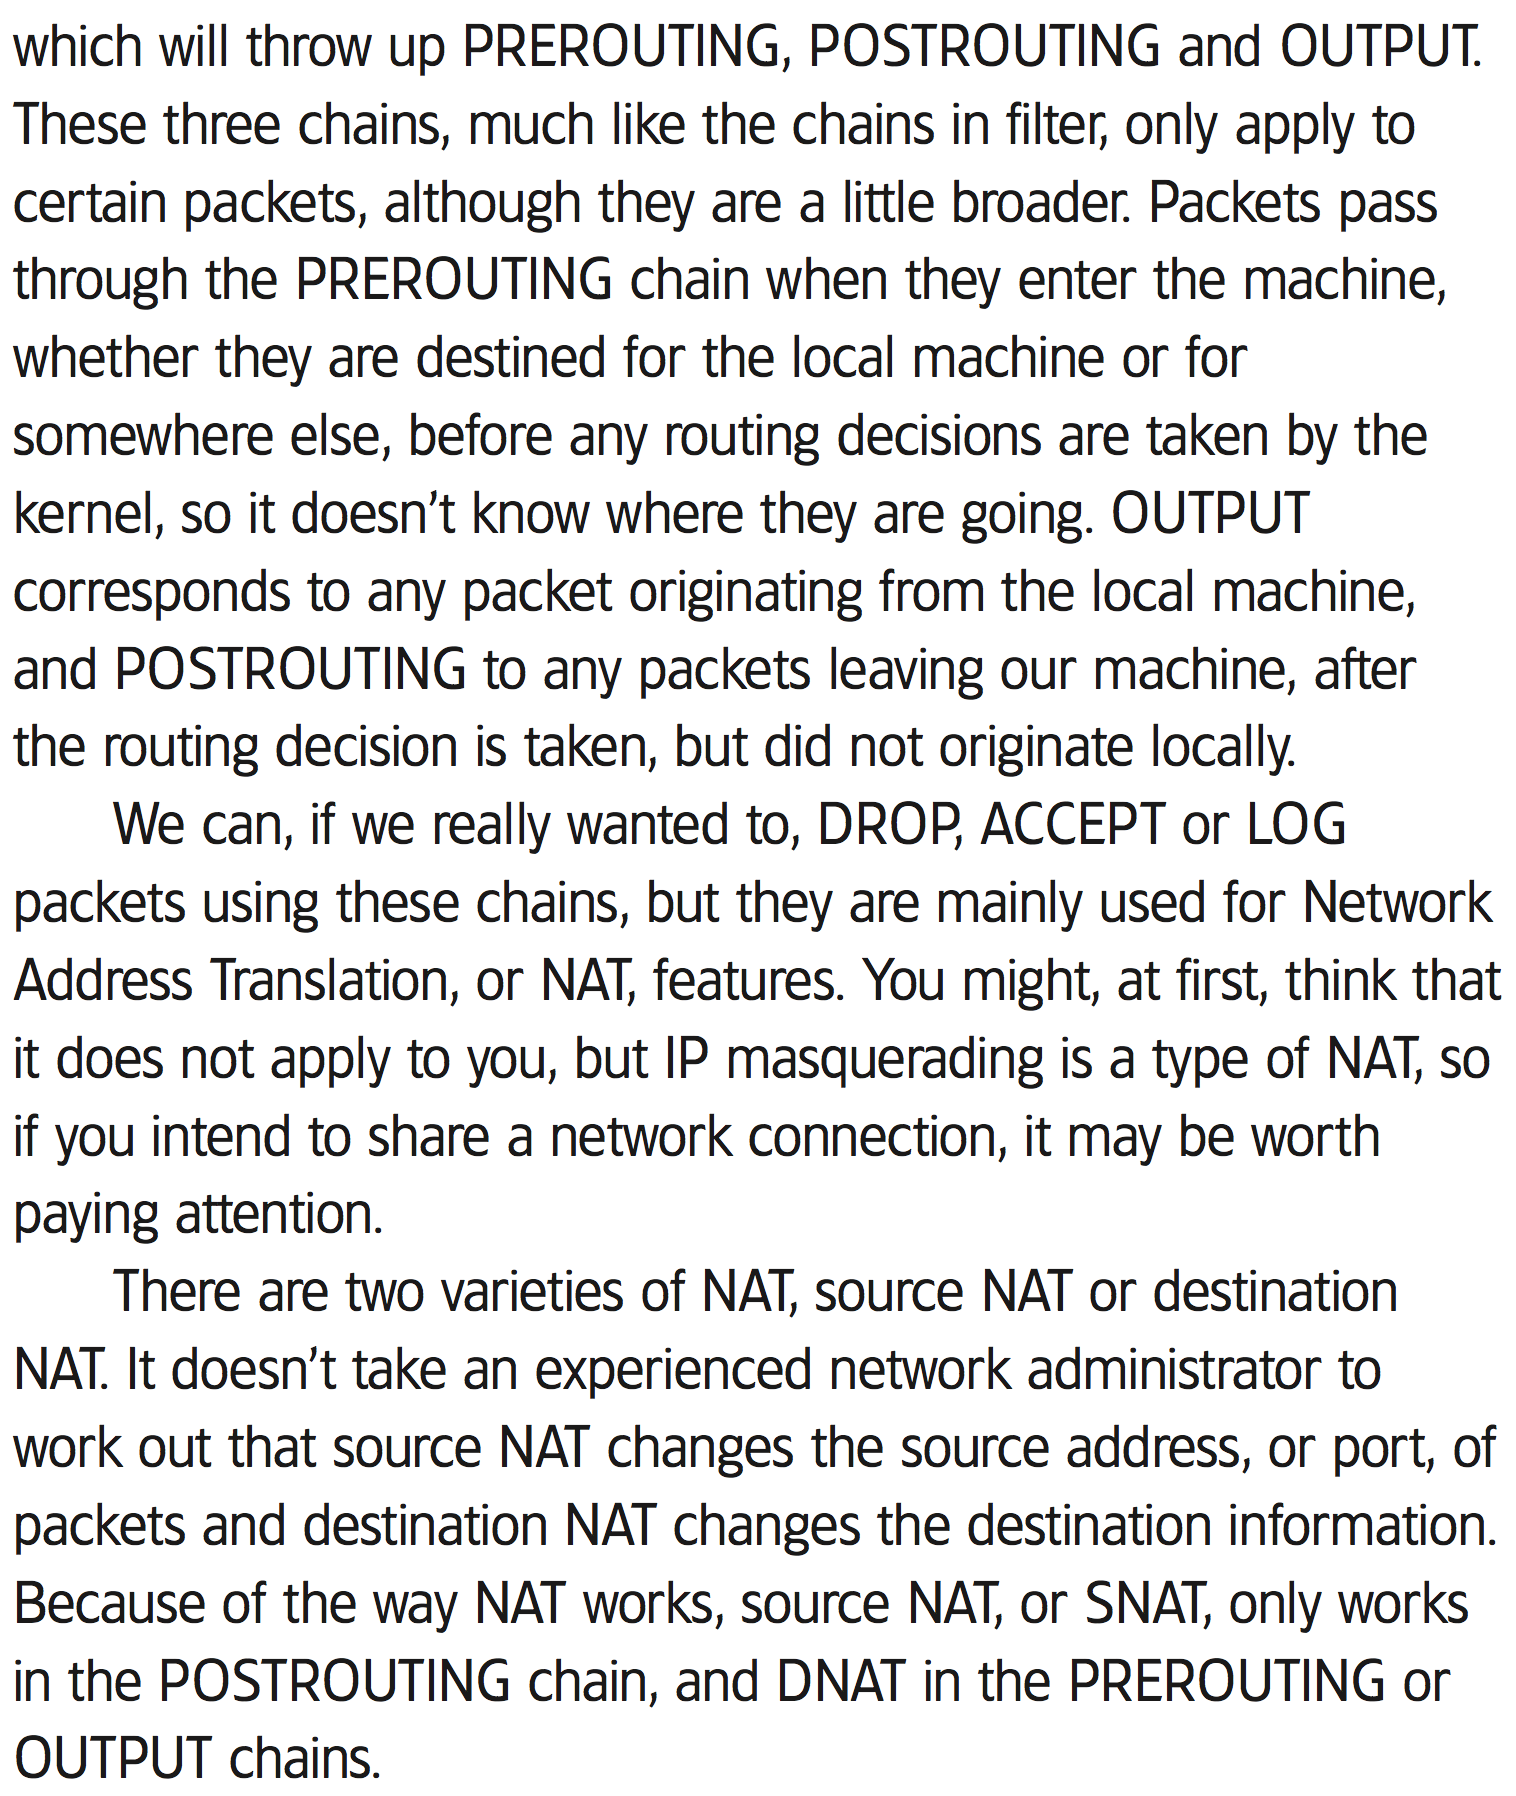 which will throw up PREROUTING, POSTROUTING and OUTPUT.
These three chains, much like the chains in filter, only apply to
certain packets, although they are a little broader. Packets pass
through the PREROUTING chain when they enter the machine,
whether they are destined for the local machine or for
somewhere else, before any routing decisions are taken by the
kernel, so it doesn’t know where they are going. OUTPUT
corresponds to any packet originating from the local machine,
and POSTROUTING to any packets leaving our machine, after
the routing decision is taken, but did not originate locally.
We can, if we really wanted to, DROP, ACCEPT or LOG
packets using these chains, but they are mainly used for Network
Address Translation, or NAT, features. You might, at first, think that
it does not apply to you, but IP masquerading is a type of NAT, so
if you intend to share a network connection, it may be worth
paying attention.
There are two varieties of NAT, source NAT or destination
NAT. It doesn’t take an experienced network administrator to
work out that source NAT changes the source address, or port, of
packets and destination NAT changes the destination information.
Because of the way NAT works, source NAT, or SNAT, only works
in the POSTROUTING chain, and DNAT in the PREROUTING or
OUTPUT chains.